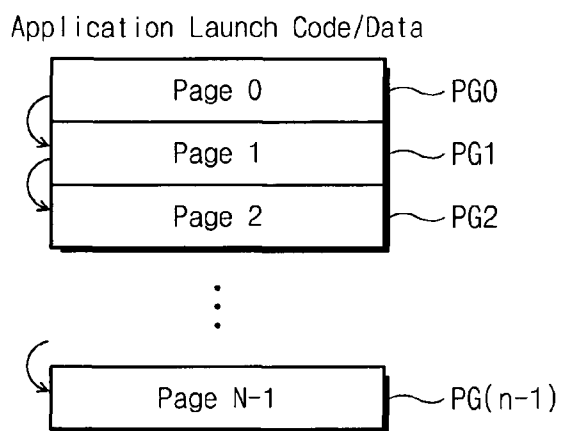 Application Launch Code/Data
Page 0 PG0
Page 1 PG1
Page 2 PG2
Page N-1 PG(n-1)